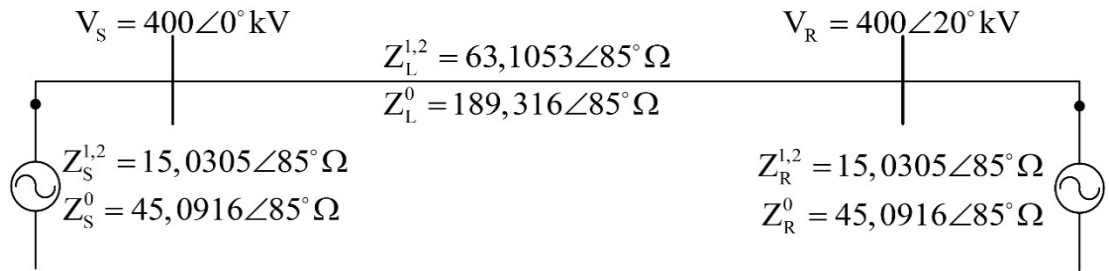 V_S = 400∠0° kV
V_R = 400∠20° kV
Z_L^{1,2} = 63,1053∠85° Ω
Z_L^0 = 189,316∠85° Ω
Z_S^{1,2} = 15,0305∠85° Ω
Z_S^0 = 45,0916∠85° Ω
Z_R^{1,2} = 15,0305∠85° Ω
Z_R^0 = 45,0916∠85° Ω